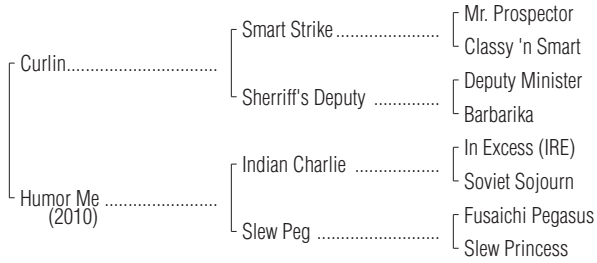 Mr. Prospector
Smart Strike.....................
Classy 'n Smart
Curlin..............................
Deputy Minister
Sherriff's Deputy .............
Barbarika
In Excess (IRE)
Indian Charlie .................
Soviet Sojourn
Humor Me ......................
(2010)
Fusaichi Pegasus
Slew Peg ........................
Slew Princess